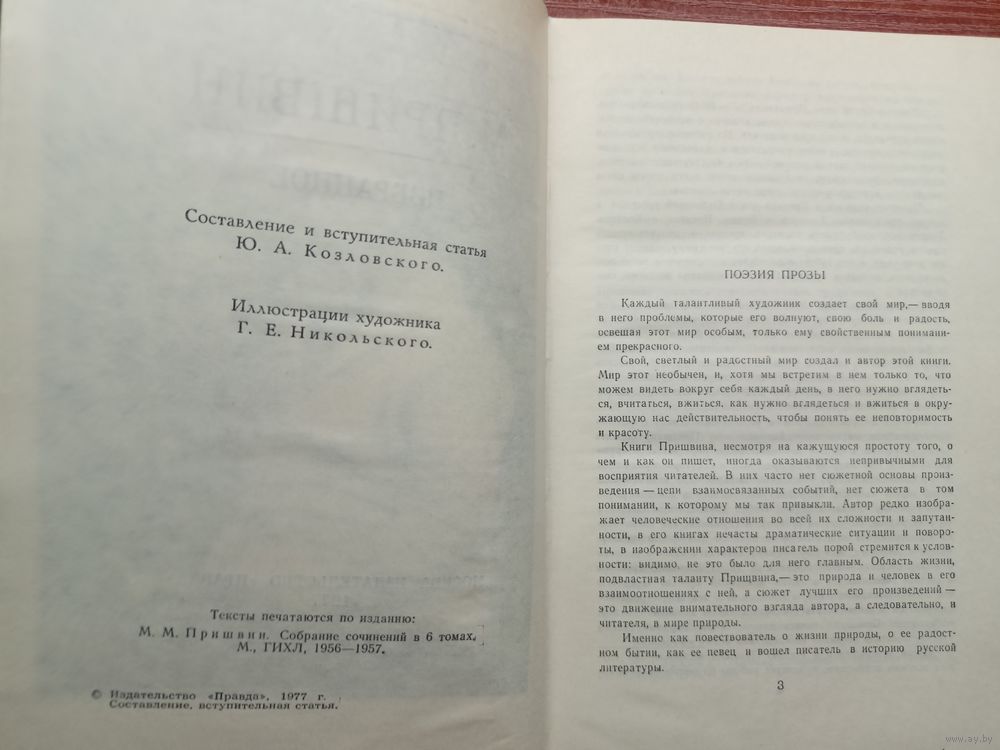 Составление и вступительная статья
Ю. А. Козловского.
Иллюстрации художника
Г. Е. Никольского.
Тексты печатаются по изданию:
М. М. Пришвин. Собрание сочинений в 6 томах.
М., ГИХЛ, 1956—1957.
© Издательство «Правда», 1977 г.
Составление, вступительная статья.
ПОЭЗИЯ ПРОЗЫ
Каждый талантливый художник создает свой мир,— вводя
в него проблемы, которые его волнуют, свою боль и радость,
освещая этот мир особым, только ему свойственным понимани-
ем прекрасного.
Свой, светлый и радостный мир создал и автор этой книги.
Мир этот необычен, и, хотя мы встретим в нем только то, что
можем видеть вокруг себя каждый день, в него нужно вглядеть-
ся, вчитаться, вжиться, как нужно вглядеться и вжиться в окру-
жающую нас действительность, чтобы понять ее неповторимость
и красоту.
Книги Пришвина, несмотря на кажущуюся простоту того, о
чем и как он пишет, иногда оказываются непривычными для
восприятия читателей. В них часто нет сюжетной основы произ-
ведения — цепи взаимосвязанных событий, нет сюжета в том
понимании, к которому мы так привыкли. Автор редко изобра-
жает человеческие отношения во всей их сложности и запутан-
ности, в его книгах нечасты драматические ситуации и поворо-
ты, в изображении характеров писатель порой стремится к услов-
ности: видимо, не это было для него главным. Область жизни,
подвластная таланту Пришвина,— это природа и человек в его
взаимоотношениях с ней, а сюжет лучших его произведений —
это движение внимательного взгляда автора, а следовательно, и
читателя, в мире природы.
Именно как повествователь о жизни природы, о ее радост-
ном бытии, как ее певец и вошел писатель в историю русской
литературы.
3
www.ay.by